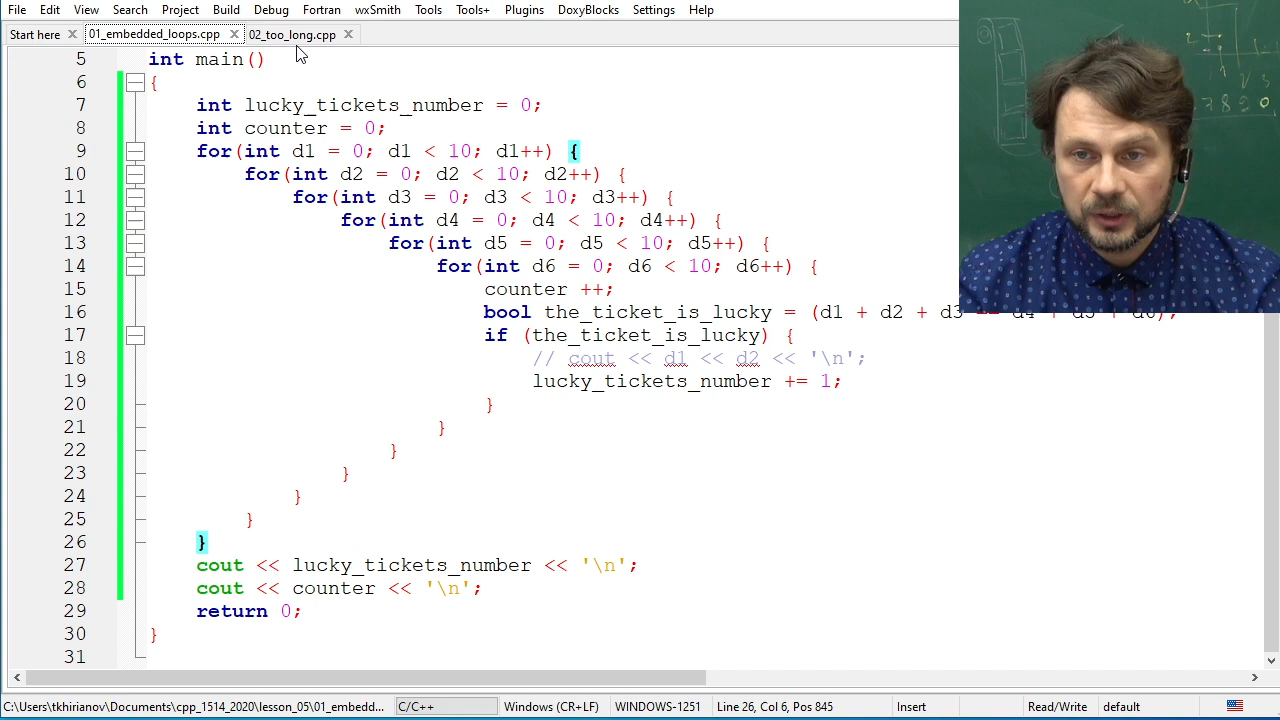 File Edit View Search Project Build Debug Fortran wxSmith Tools Tools+ Plugins DoxyBlocks Settings Help
Start here 01_embedded_loops.cpp 02_too_long.cpp
5 int main()
6 {
7 int lucky_tickets_number = 0;
8 int counter = 0;
9 for(int d1 = 0; d1 < 10; d1++) {
10 for(int d2 = 0; d2 < 10; d2++) {
11 for(int d3 = 0; d3 < 10; d3++) {
12 for(int d4 = 0; d4 < 10; d4++) {
13 for(int d5 = 0; d5 < 10; d5++) {
14 for(int d6 = 0; d6 < 10; d6++) {
15 counter ++;
16 bool the_ticket_is_lucky = (d1 + d2 + d3
17 if (the_ticket_is_lucky) {
18 // cout << d1 << d2 << '\n';
19 lucky_tickets_number += 1;
20 }
21 }
22 }
23 }
24 }
25 }
26 }
27 cout << lucky_tickets_number << '\n';
28 cout << counter << '\n';
29 return 0;
30 }
31
C:\Users\tkhirianov\Documents\cpp_1514_2020\lesson_05\01_embedd... C/C++ Windows (CR+LF) WINDOWS-1251 Line 26, Col 6, Pos 845 Insert Read/Write default